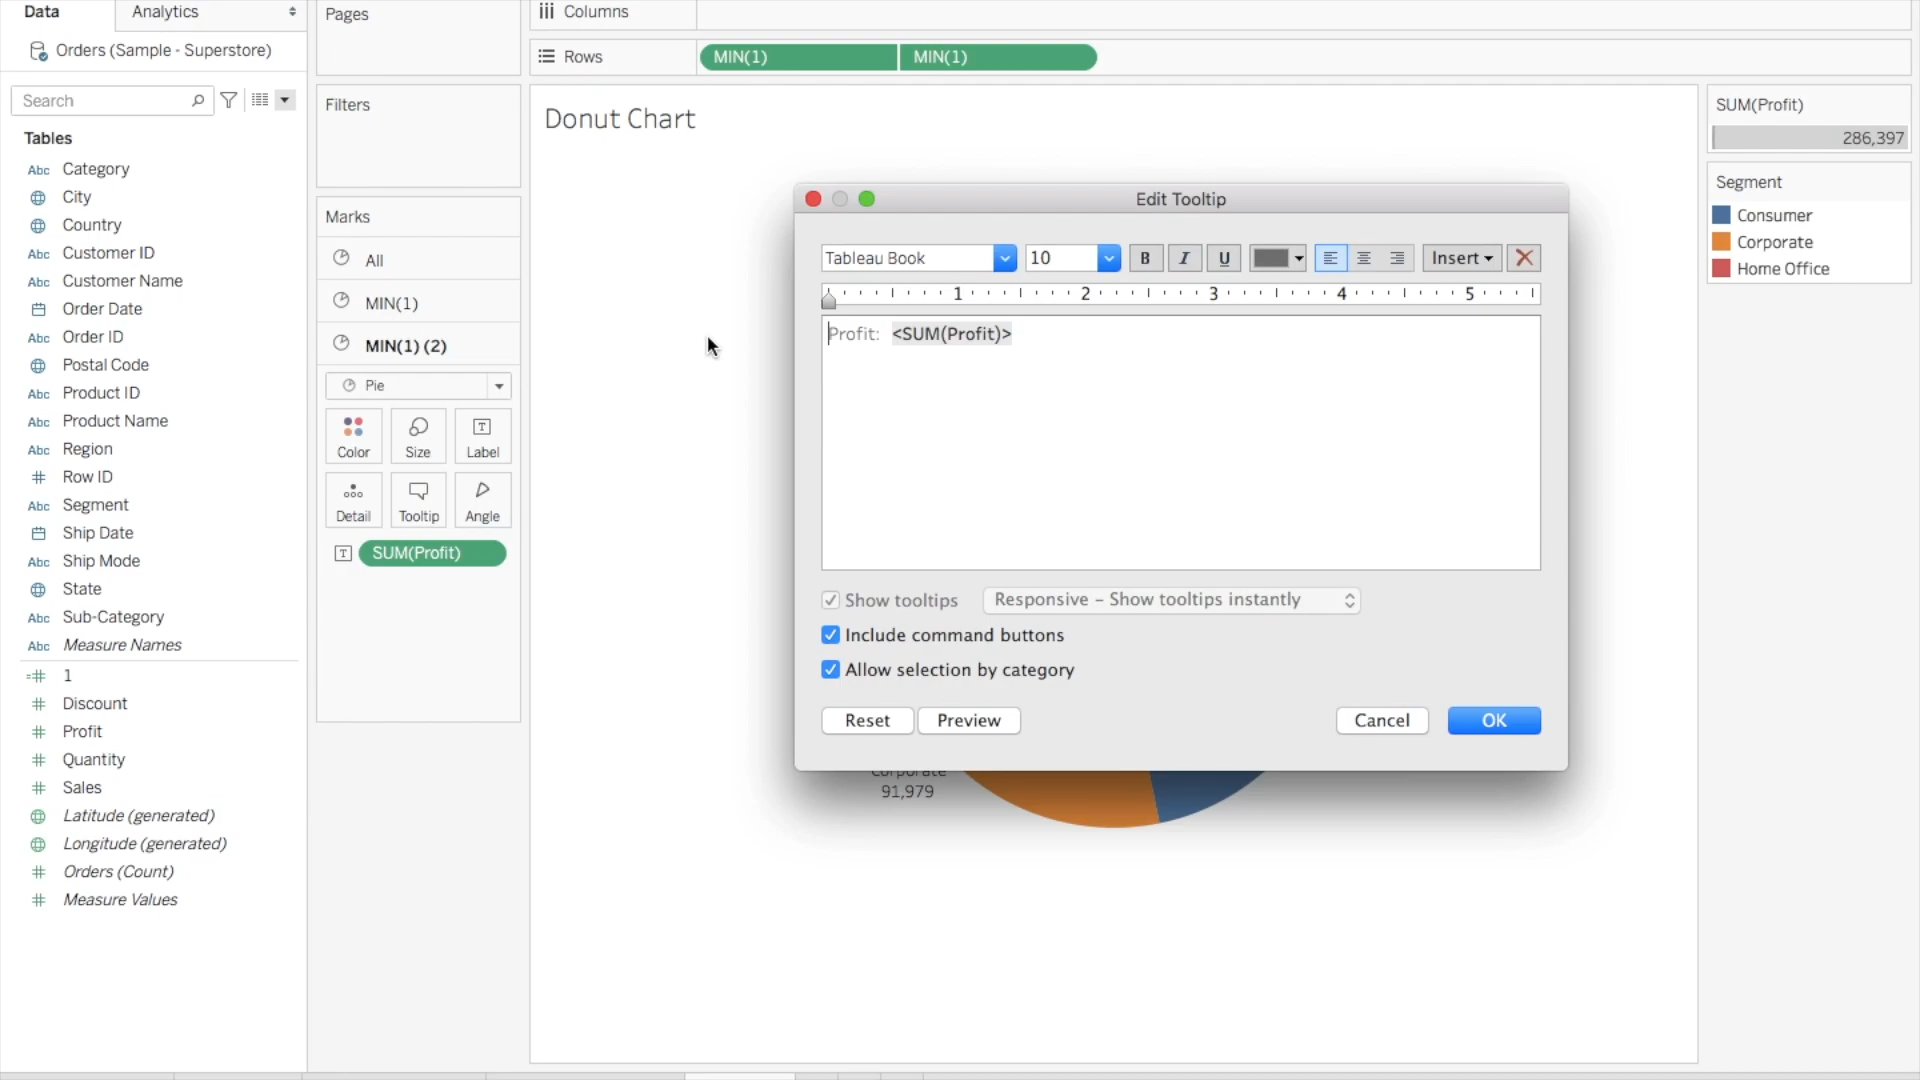 Data
Analytics
Orders (Sample - Superstore)
Search
Tables
Abc Category
City
Country
Abc Customer ID
Abc Customer Name
Order Date
Abc Order ID
Postal Code
Abc Product ID
Abc Product Name
Abc Region
# Row ID
Abc Segment
Ship Date
Abc Ship Mode
State
Abc Sub-Category
Abc Measure Names
=# 1
# Discount
# Profit
# Quantity
# Sales
Latitude (generated)
Longitude (generated)
# Orders (Count)
# Measure Values
Pages
Filters
Marks
All
MIN(1)
MIN(1) (2)
Pie
Color
Size
T Label
Detail
Tooltip
Angle
T SUM(Profit)
Columns
Rows
MIN(1)
MIN(1)
Donut Chart
Edit Tooltip
Tableau Book
10
B
I
U
Insert
1 2 3 4 5
Profit: <SUM(Profit)>
Show tooltips
Responsive – Show tooltips instantly
Include command buttons
Allow selection by category
Reset
Preview
Cancel
OK
Corporate
91,979
SUM(Profit)
286,397
Segment
Consumer
Corporate
Home Office